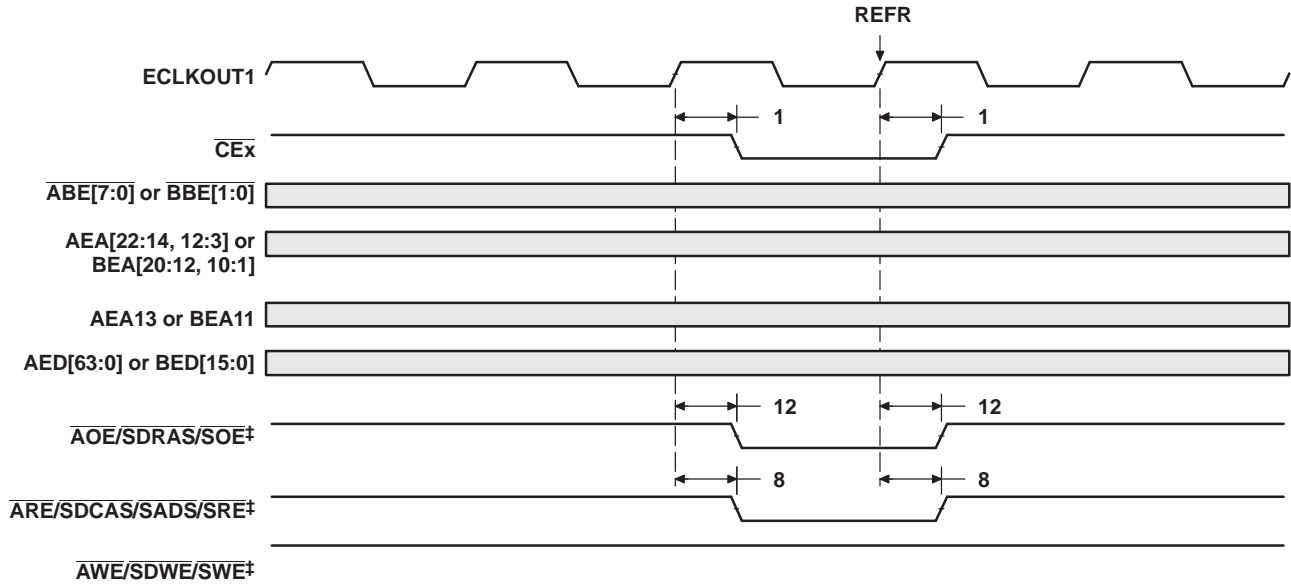 REFR
ECLKOUT1
1 1
CEx
ABE[7:0] or BBE[1:0]
AEA[22:14, 12:3] or
BEA[20:12, 10:1]
AEA13 or BEA11
AED[63:0] or BED[15:0]
12 12
AOE/SDRAS/SOE‡
8 8
ARE/SDCAS/SADS/SRE‡
AWE/SDWE/SWE‡